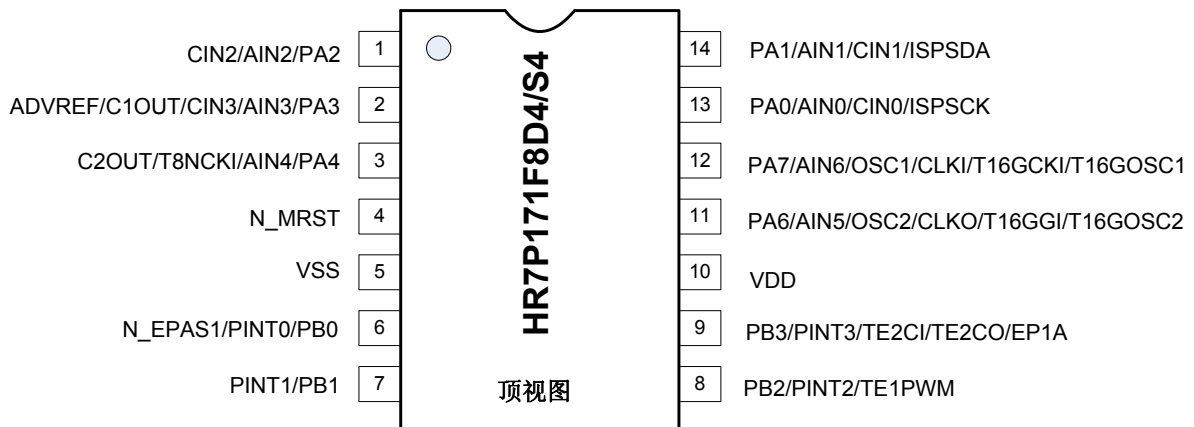 CIN2/AIN2/PA2 1 14 PA1/AIN1/CIN1/ISPSDA
ADVREF/C1OUT/CIN3/AIN3/PA3 2 13 PA0/AIN0/CIN0/ISPSCK
C2OUT/T8NCKI/AIN4/PA4 3 12 PA7/AIN6/OSC1/CLKI/T16GCKI/T16GOSC1
N_MRST 4 11 PA6/AIN5/OSC2/CLKO/T16GGI/T16GOSC2
VSS 5 10 VDD
N_EPAS1/PINT0/PB0 6 9 PB3/PINT3/TE2CI/TE2CO/EP1A
PINT1/PB1 7 8 PB2/PINT2/TE1PWM
HR7P171F8D4/S4
顶视图